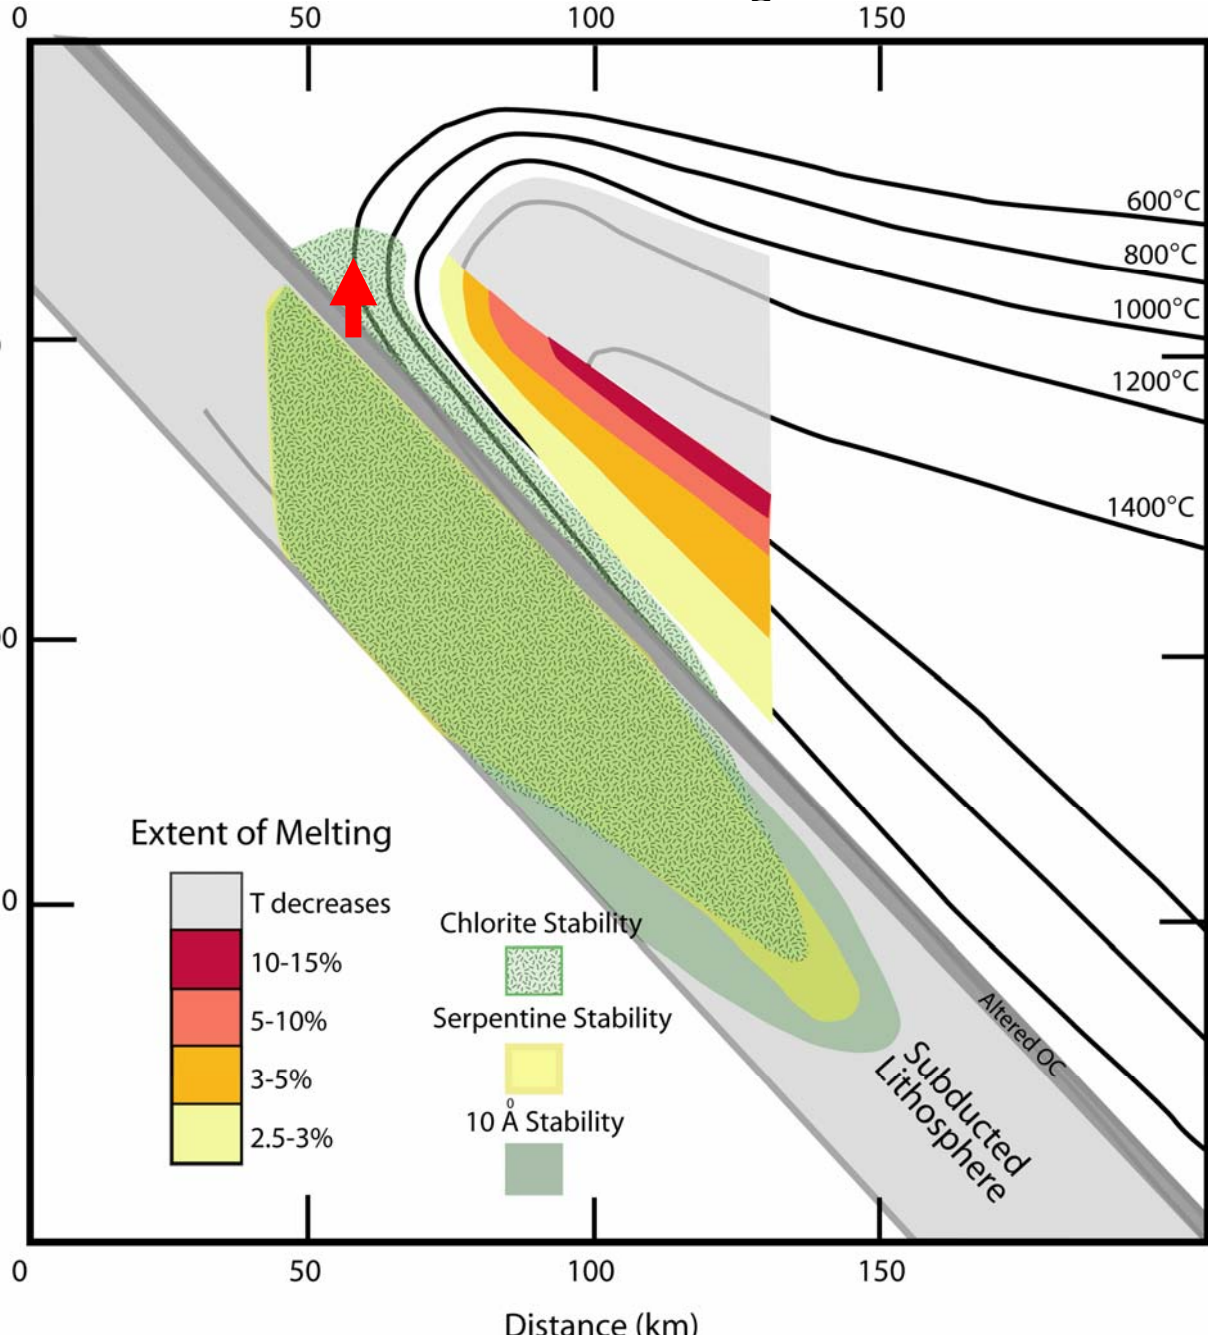 0 50 100 150
600°C
800°C
1000°C
1200°C
1400°C
Extent of Melting
T decreases
10-15%
5-10%
3-5%
2.5-3%
Chlorite Stability
Serpentine Stability
10 Å Stability
Altered OC
Subducted
Lithosphere
0 50 100 150
Distance (km)